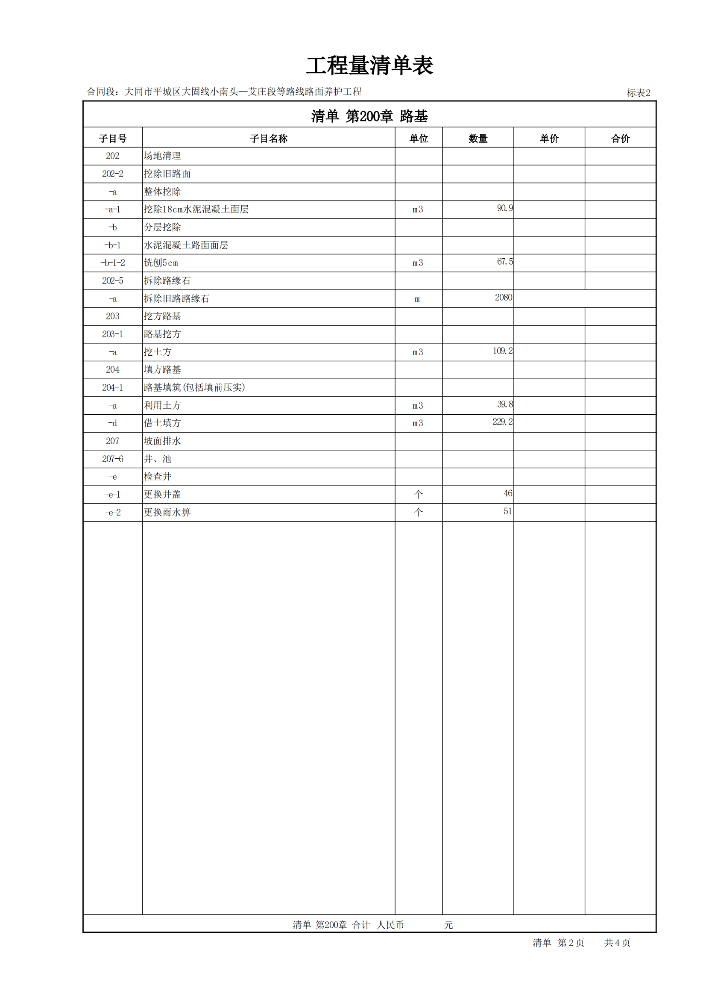 工程量清单表
合同段：大同市平城区大固线小南头—艾庄段等路线路面养护工程 标表2
清单 第200章 路基
子目号 子目名称 单位 数量 单价 合价
202 场地清理
202-2 挖除旧路面
-a 整体挖除
-a-1 挖除18cm水泥混凝土面层 m3 90.9
-b 分层挖除
-b-1 水泥混凝土路面面层
-b-1-2 铣刨5cm m3 67.5
202-5 拆除路缘石
-a 拆除旧路路缘石 m 2080
203 挖方路基
203-1 路基挖方
-a 挖土方 m3 109.2
204 填方路基
204-1 路基填筑(包括填前压实)
-a 利用土方 m3 39.8
-d 借土填方 m3 229.2
207 坡面排水
207-6 井、池
-e 检查井
-e-1 更换井盖 个 46
-e-2 更换雨水箅 个 51
清单 第200章 合计 人民币 元
清单 第2页 共4页